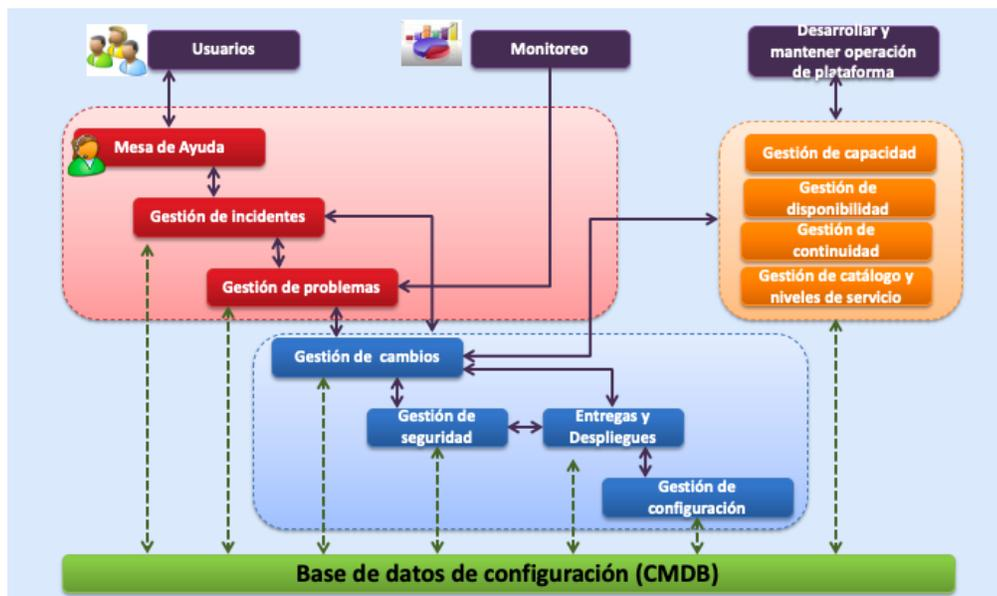 Usuarios
Monitoreo
Desarrollar y
mantener operación
de plataforma
Mesa de Ayuda
Gestión de incidentes
Gestión de problemas
Gestión de capacidad
Gestión de
disponibilidad
Gestión de
continuidad
Gestión de catálogo y
niveles de servicio
Gestión de  cambios
Gestión de
seguridad
Entregas y
Despliegues
Gestión de
configuración
Base de datos de configuración (CMDB)